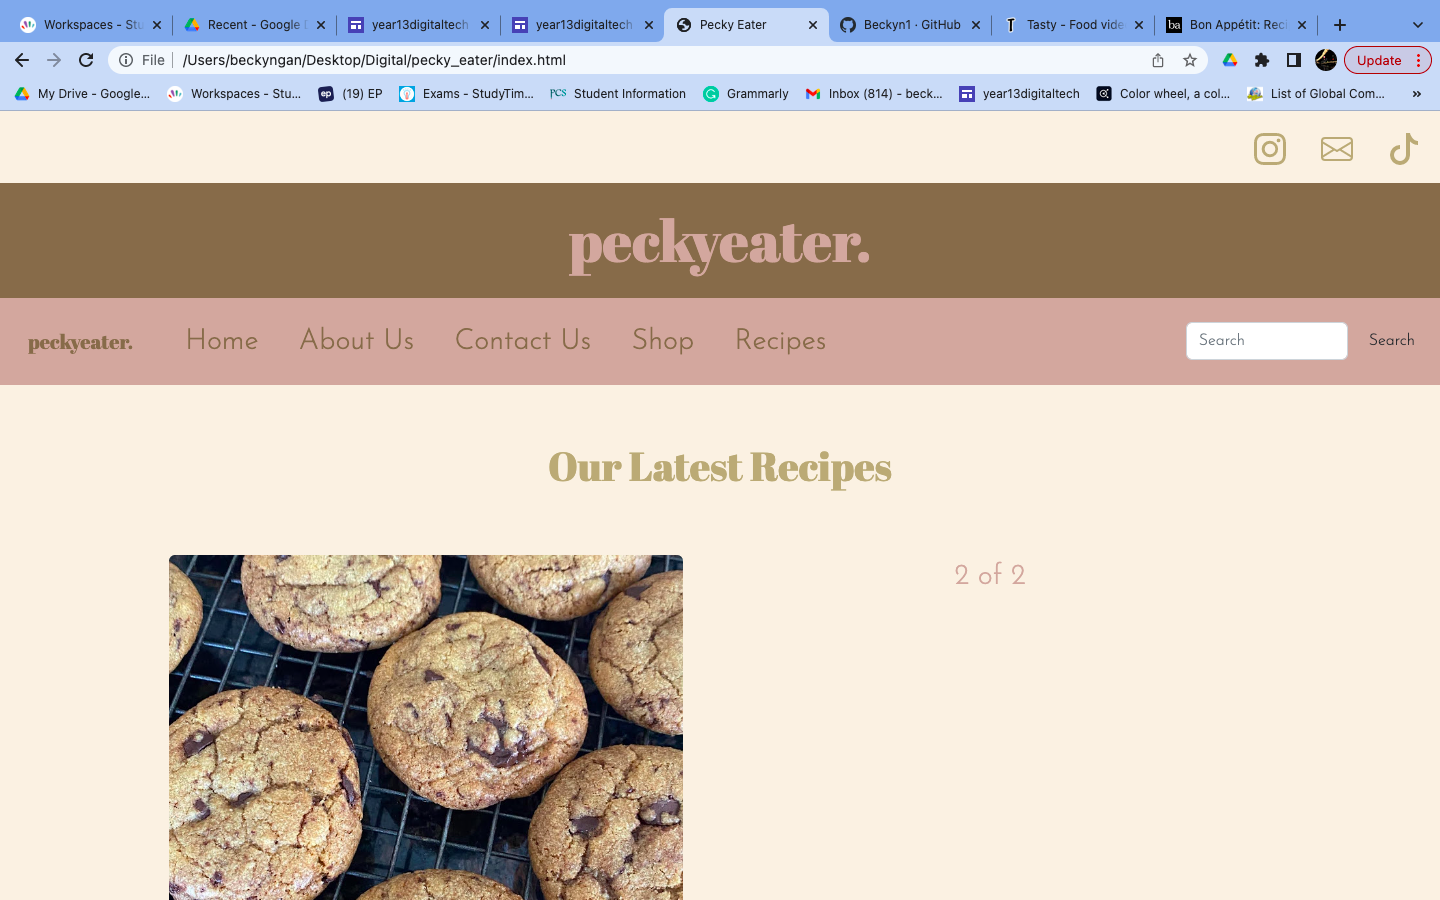 Workspaces - Stu
Recent - Google
year13digitaltech
year13digitaltech
Pecky Eater
Beckyn1 · GitHub
Tasty - Food vide
ba
Bon Appétit: Rec
File
/Users/beckyngan/Desktop/Digital/pecky_eater/index.html
Update
My Drive - Google...
Workspaces - Stu...
ep
(19) EP
Exams - StudyTim...
PCS
Student Information
Grammarly
Inbox (814) - beck...
year13digitaltech
Color wheel, a col...
List of Global Com...
peckyeater.
peckyeater.
Home
About Us
Contact Us
Shop
Recipes
Search
Search
Our Latest Recipes
2 of 2